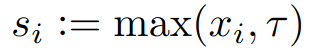 s_i := max(x_i, τ)